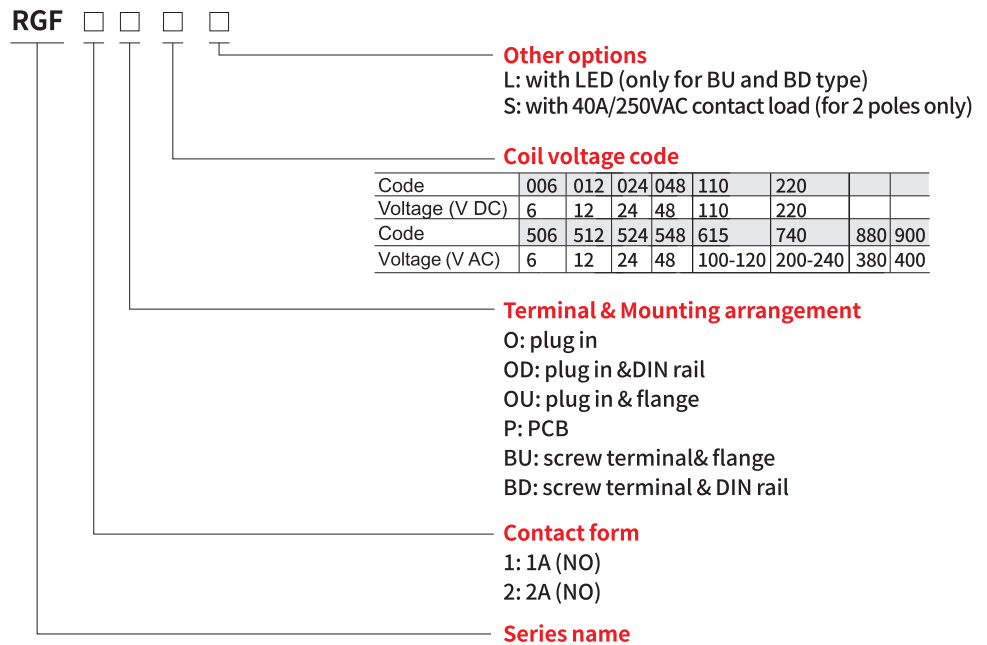 RGF □ □ □ □
Other options
L: with LED (only for BU and BD type)
S: with 40A/250VAC contact load (for 2 poles only)
Coil voltage code
Code 006 012 024 048 110 220
Voltage (V DC) 6 12 24 48 110 220
Code 506 512 524 548 615 740 880 900
Voltage (V AC) 6 12 24 48 100-120 200-240 380 400
Terminal & Mounting arrangement
O: plug in
OD: plug in &DIN rail
OU: plug in & flange
P: PCB
BU: screw terminal& flange
BD: screw terminal & DIN rail
Contact form
1: 1A (NO)
2: 2A (NO)
Series name